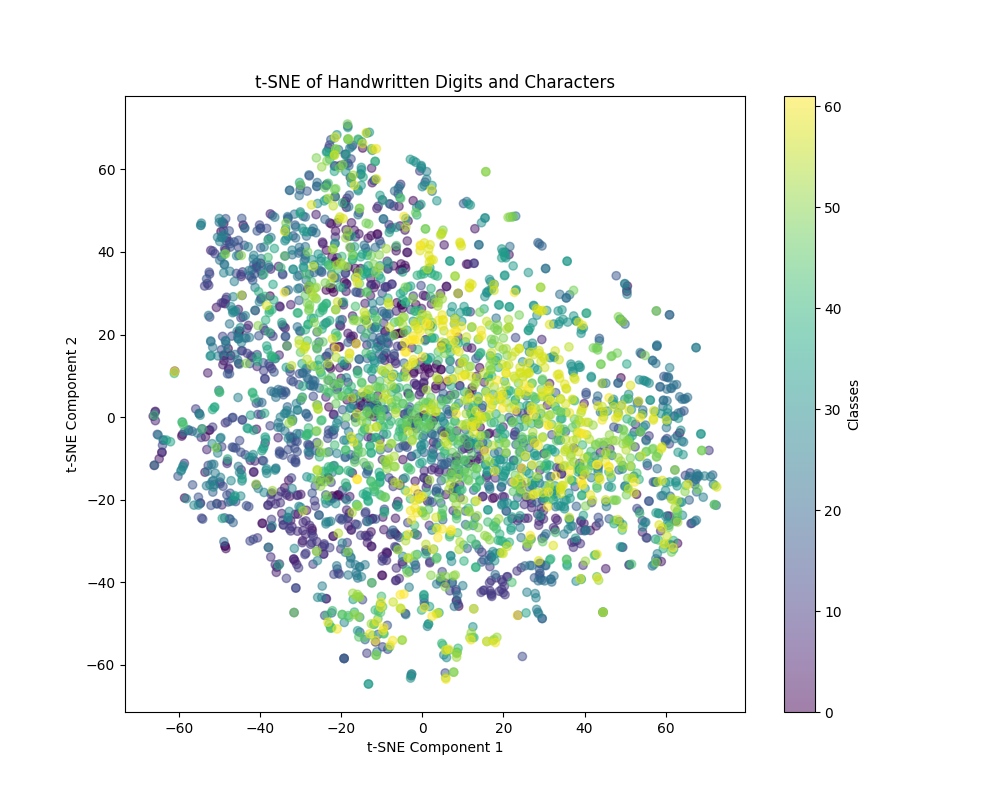 t-SNE of Handwritten Digits and Characters
60
40
20
0
−20
−40
−60
t-SNE Component 2
−60 −40 −20 0 20 40 60
t-SNE Component 1
60
50
40
30
20
10
0
Classes